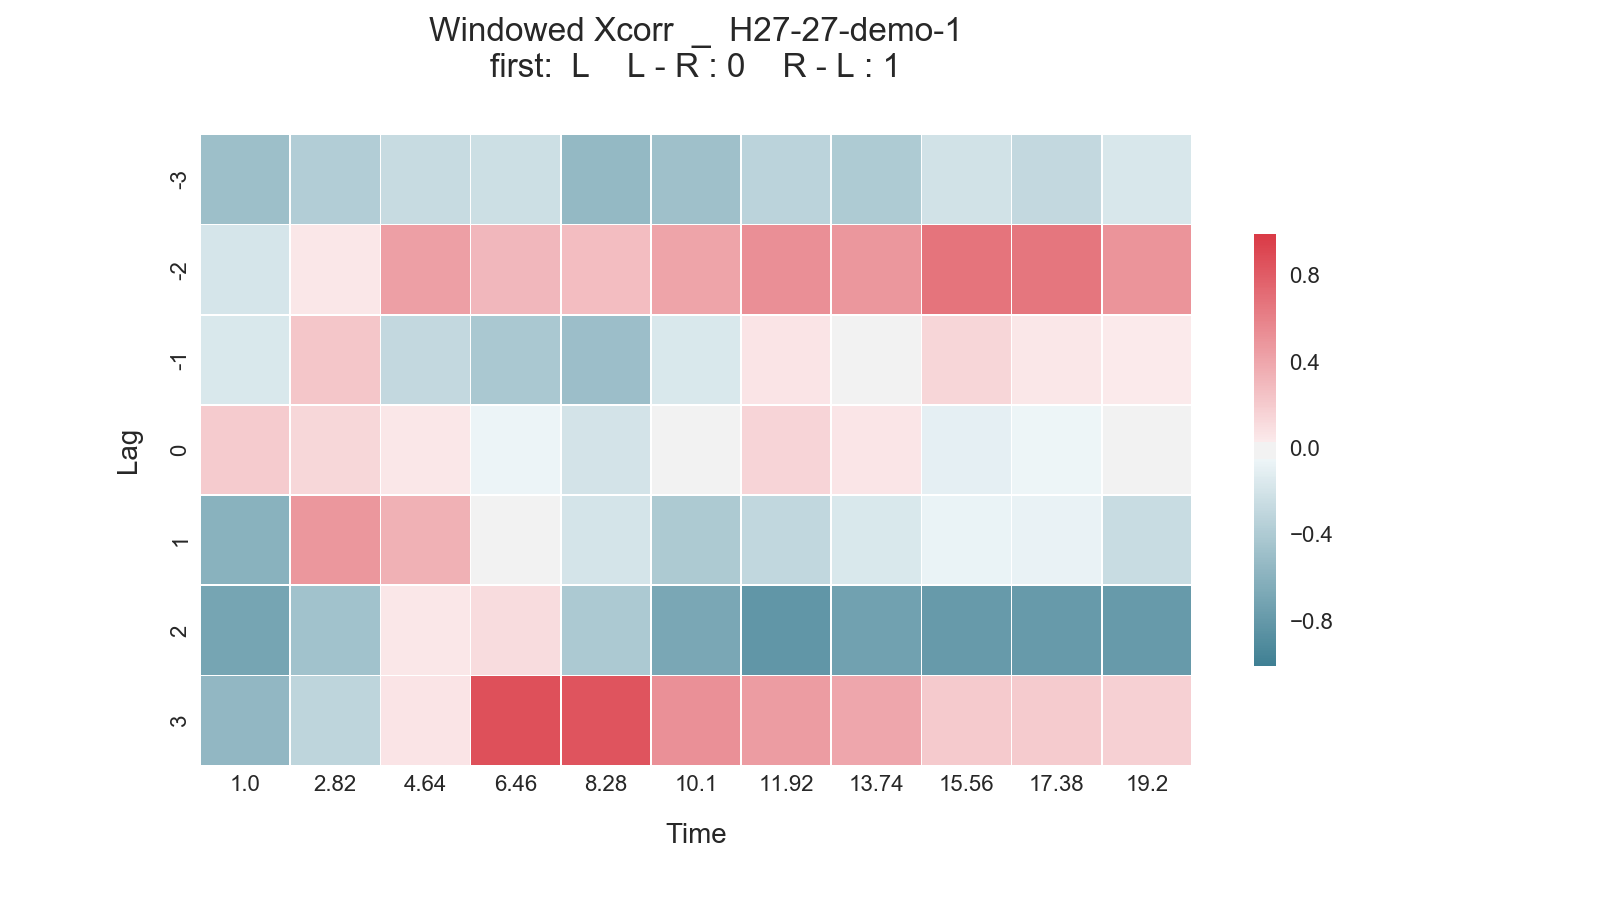 Windowed Xcorr _ H27-27-demo-1
first: L L - R : 0 R - L : 1
-3
-2
-1
0
1
2
3
Lag
1.0 2.82 4.64 6.46 8.28 10.1 11.92 13.74 15.56 17.38 19.2
Time
0.8
0.4
0.0
−0.4
−0.8